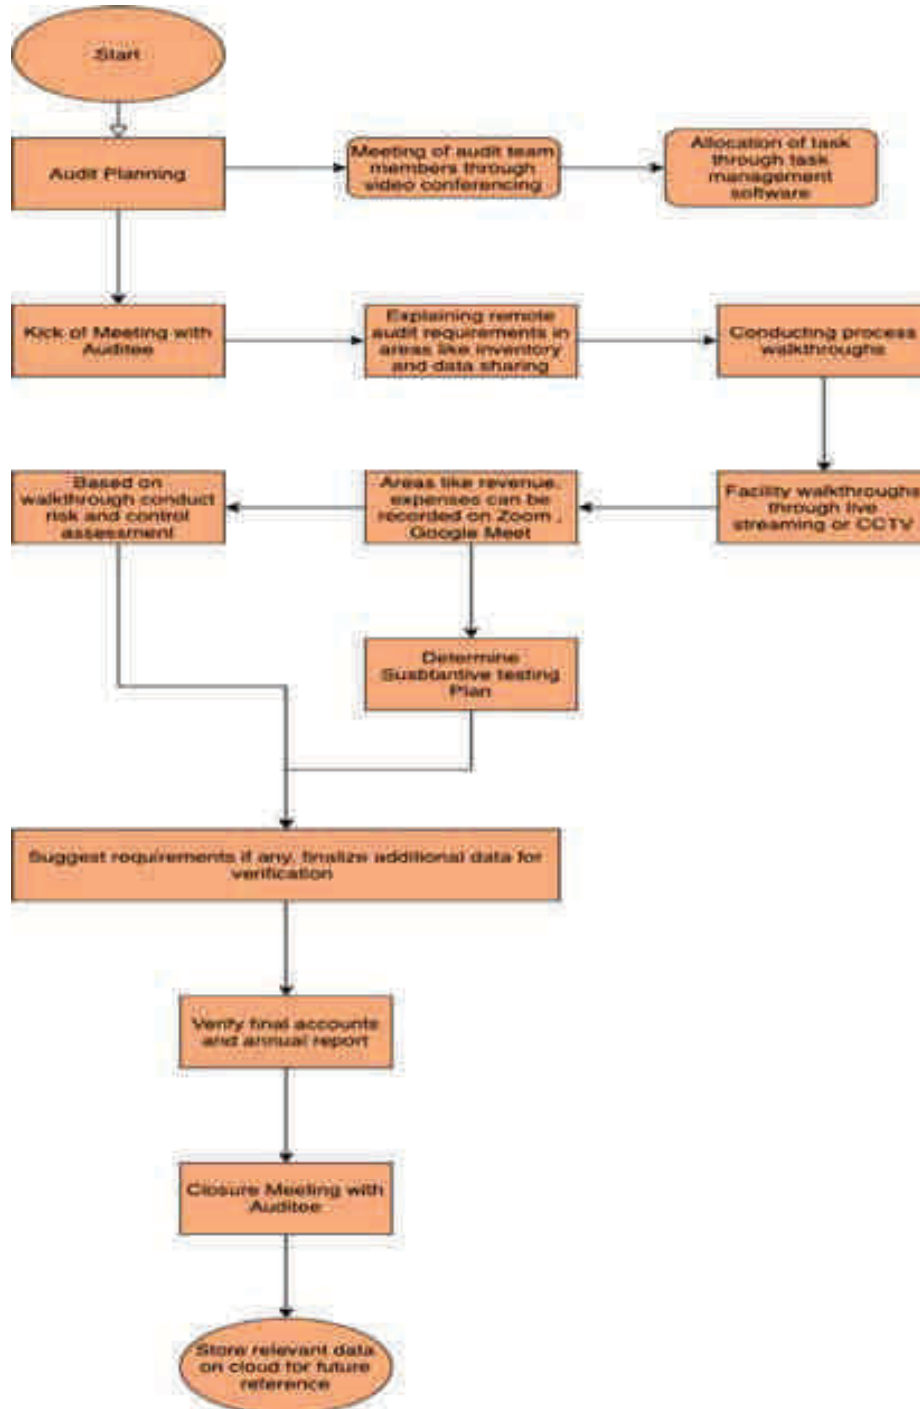 Start
Audit Planning
Meeting of audit team
members through
video conferencing
Allocation of task
through task
management
software
Kick of Meeting with
Auditee
Explaining remote
audit requirements in
areas like inventory
and data sharing
Conducting process
walkthroughs
Based on
walkthrough conduct
risk and control
assessment
Areas like revenue,
expenses can be
recorded on Zoom ,
Google Meet
Facility walkthroughs
through live
streaming or CCTV
Determine
Susbtantive testing
Plan
Suggest requirements if any, finalize additional data for
verification
Verify final accounts
and annual report
Closure Meeting with
Auditee
Store relevant data
on cloud for future
reference